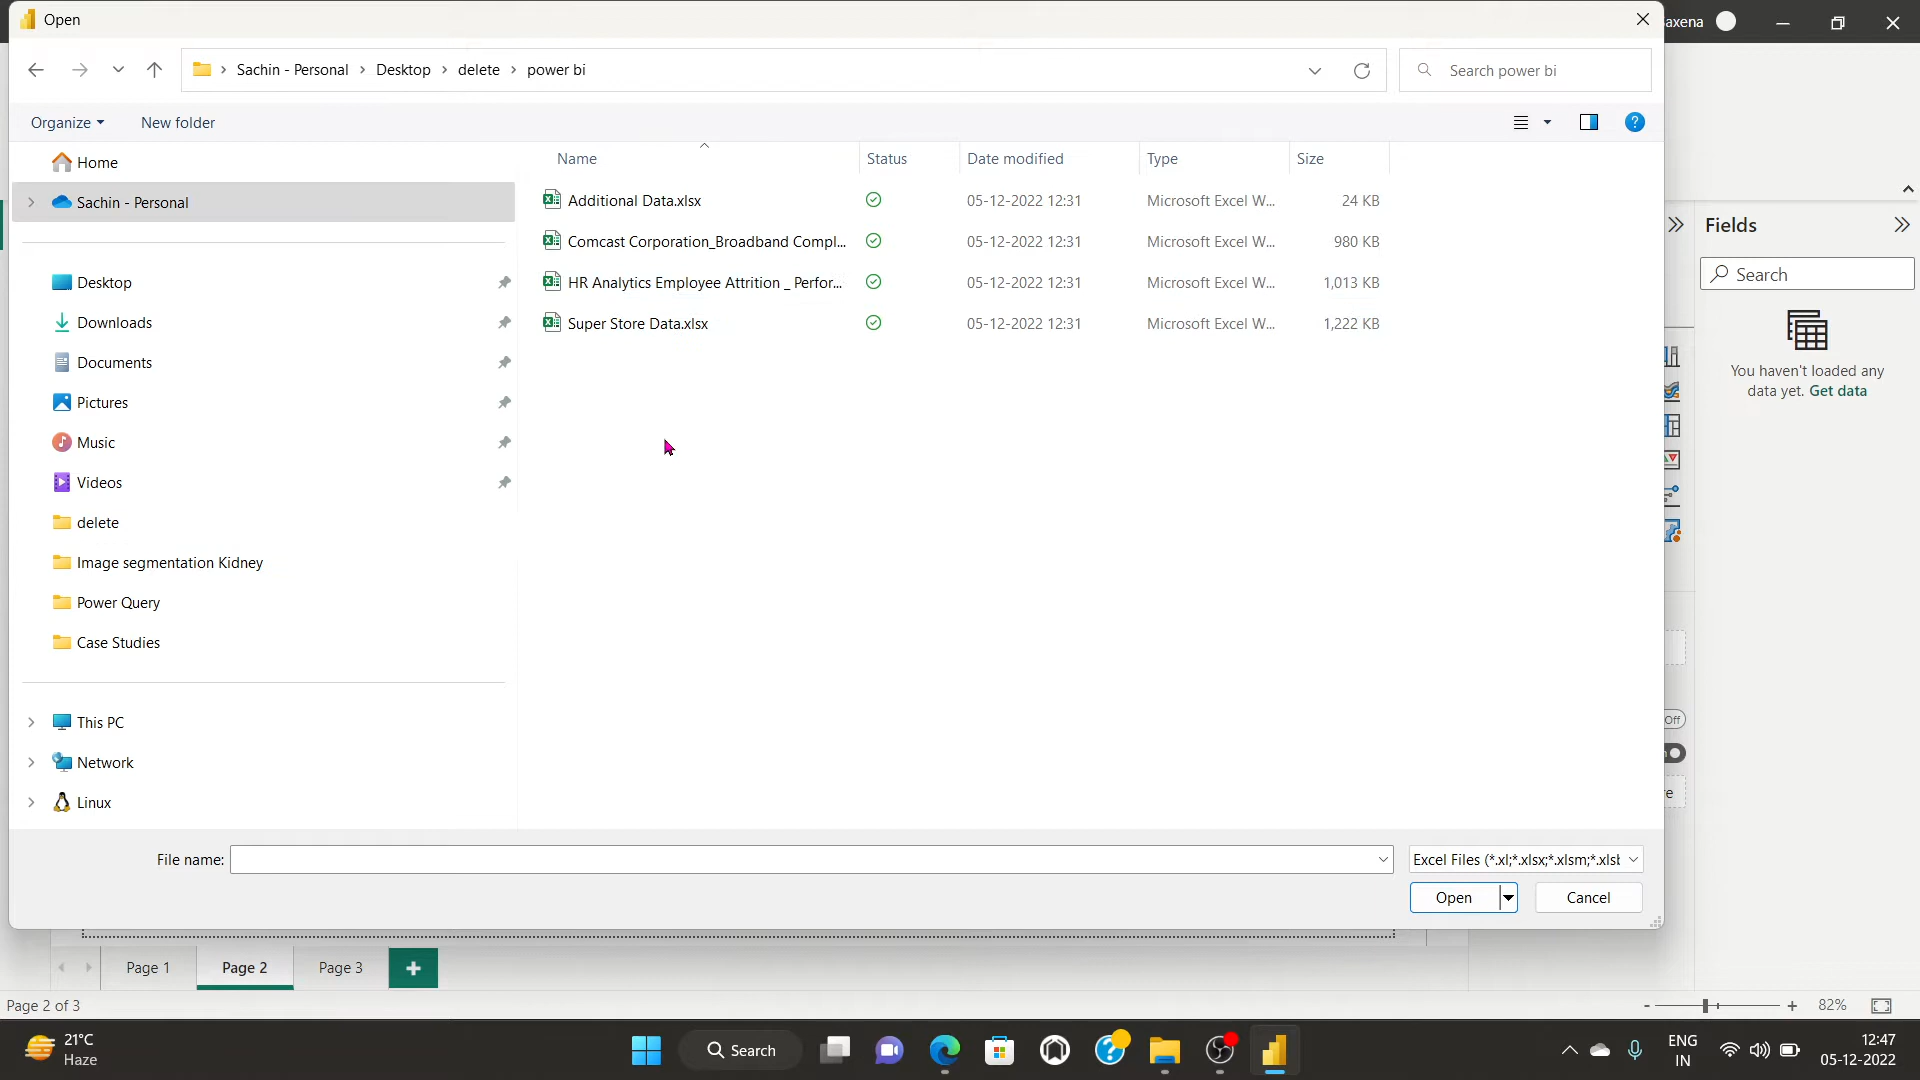 Open
axena
Sachin - Personal
Desktop
delete
power bi
Search power bi
Organize
New folder
Name
Status
Date modified
Type
Size
Home
Sachin - Personal
Desktop
Downloads
Documents
Pictures
Music
Videos
delete
Image segmentation Kidney
Power Query
Case Studies
This PC
Network
Linux
Additional Data.xlsx 05-12-2022 12:31 Microsoft Excel W... 24 KB
Comcast Corporation_Broadband Compl... 05-12-2022 12:31 Microsoft Excel W... 980 KB
HR Analytics Employee Attrition _ Perfor... 05-12-2022 12:31 Microsoft Excel W... 1,013 KB
Super Store Data.xlsx 05-12-2022 12:31 Microsoft Excel W... 1,222 KB
File name:
Excel Files (*.xl;*.xlsx;*.xlsm;*.xlsb
Open
Cancel
Fields
Search
You haven't loaded any
data yet. Get data
Off
re
Page 1
Page 2
Page 3
+
Page 2 of 3
- + 82%
21°C
Haze
Search
ENG
IN
12:47
05-12-2022